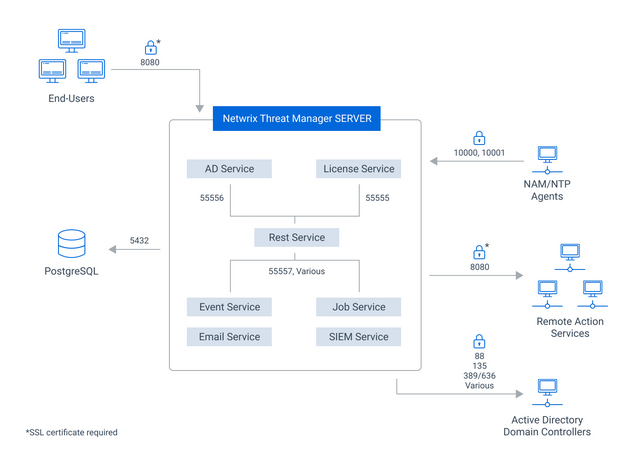 *
8080
End-Users
Netwrix Threat Manager SERVER
10000, 10001
AD Service
License Service
NAM/NTP
Agents
55556
55555
Rest Service
5432
PostgreSQL
*
8080
55557, Various
Event Service
Job Service
Remote Action
Services
Email Service
SIEM Service
88
135
389/636
Various
Active Directory
Domain Controllers
*SSL certificate required